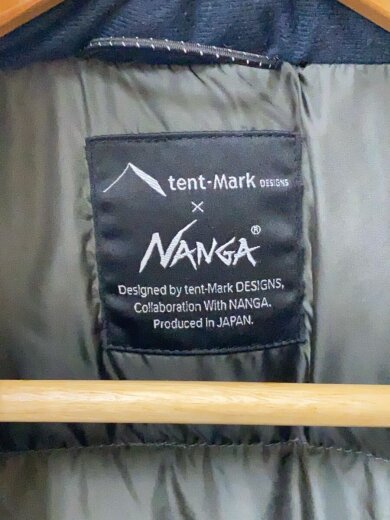 tent-Mark DESIGNS
×
NANGA®
Designed by tent-Mark DESIGNS,
Collaboration With NANGA.
Produced in JAPAN.